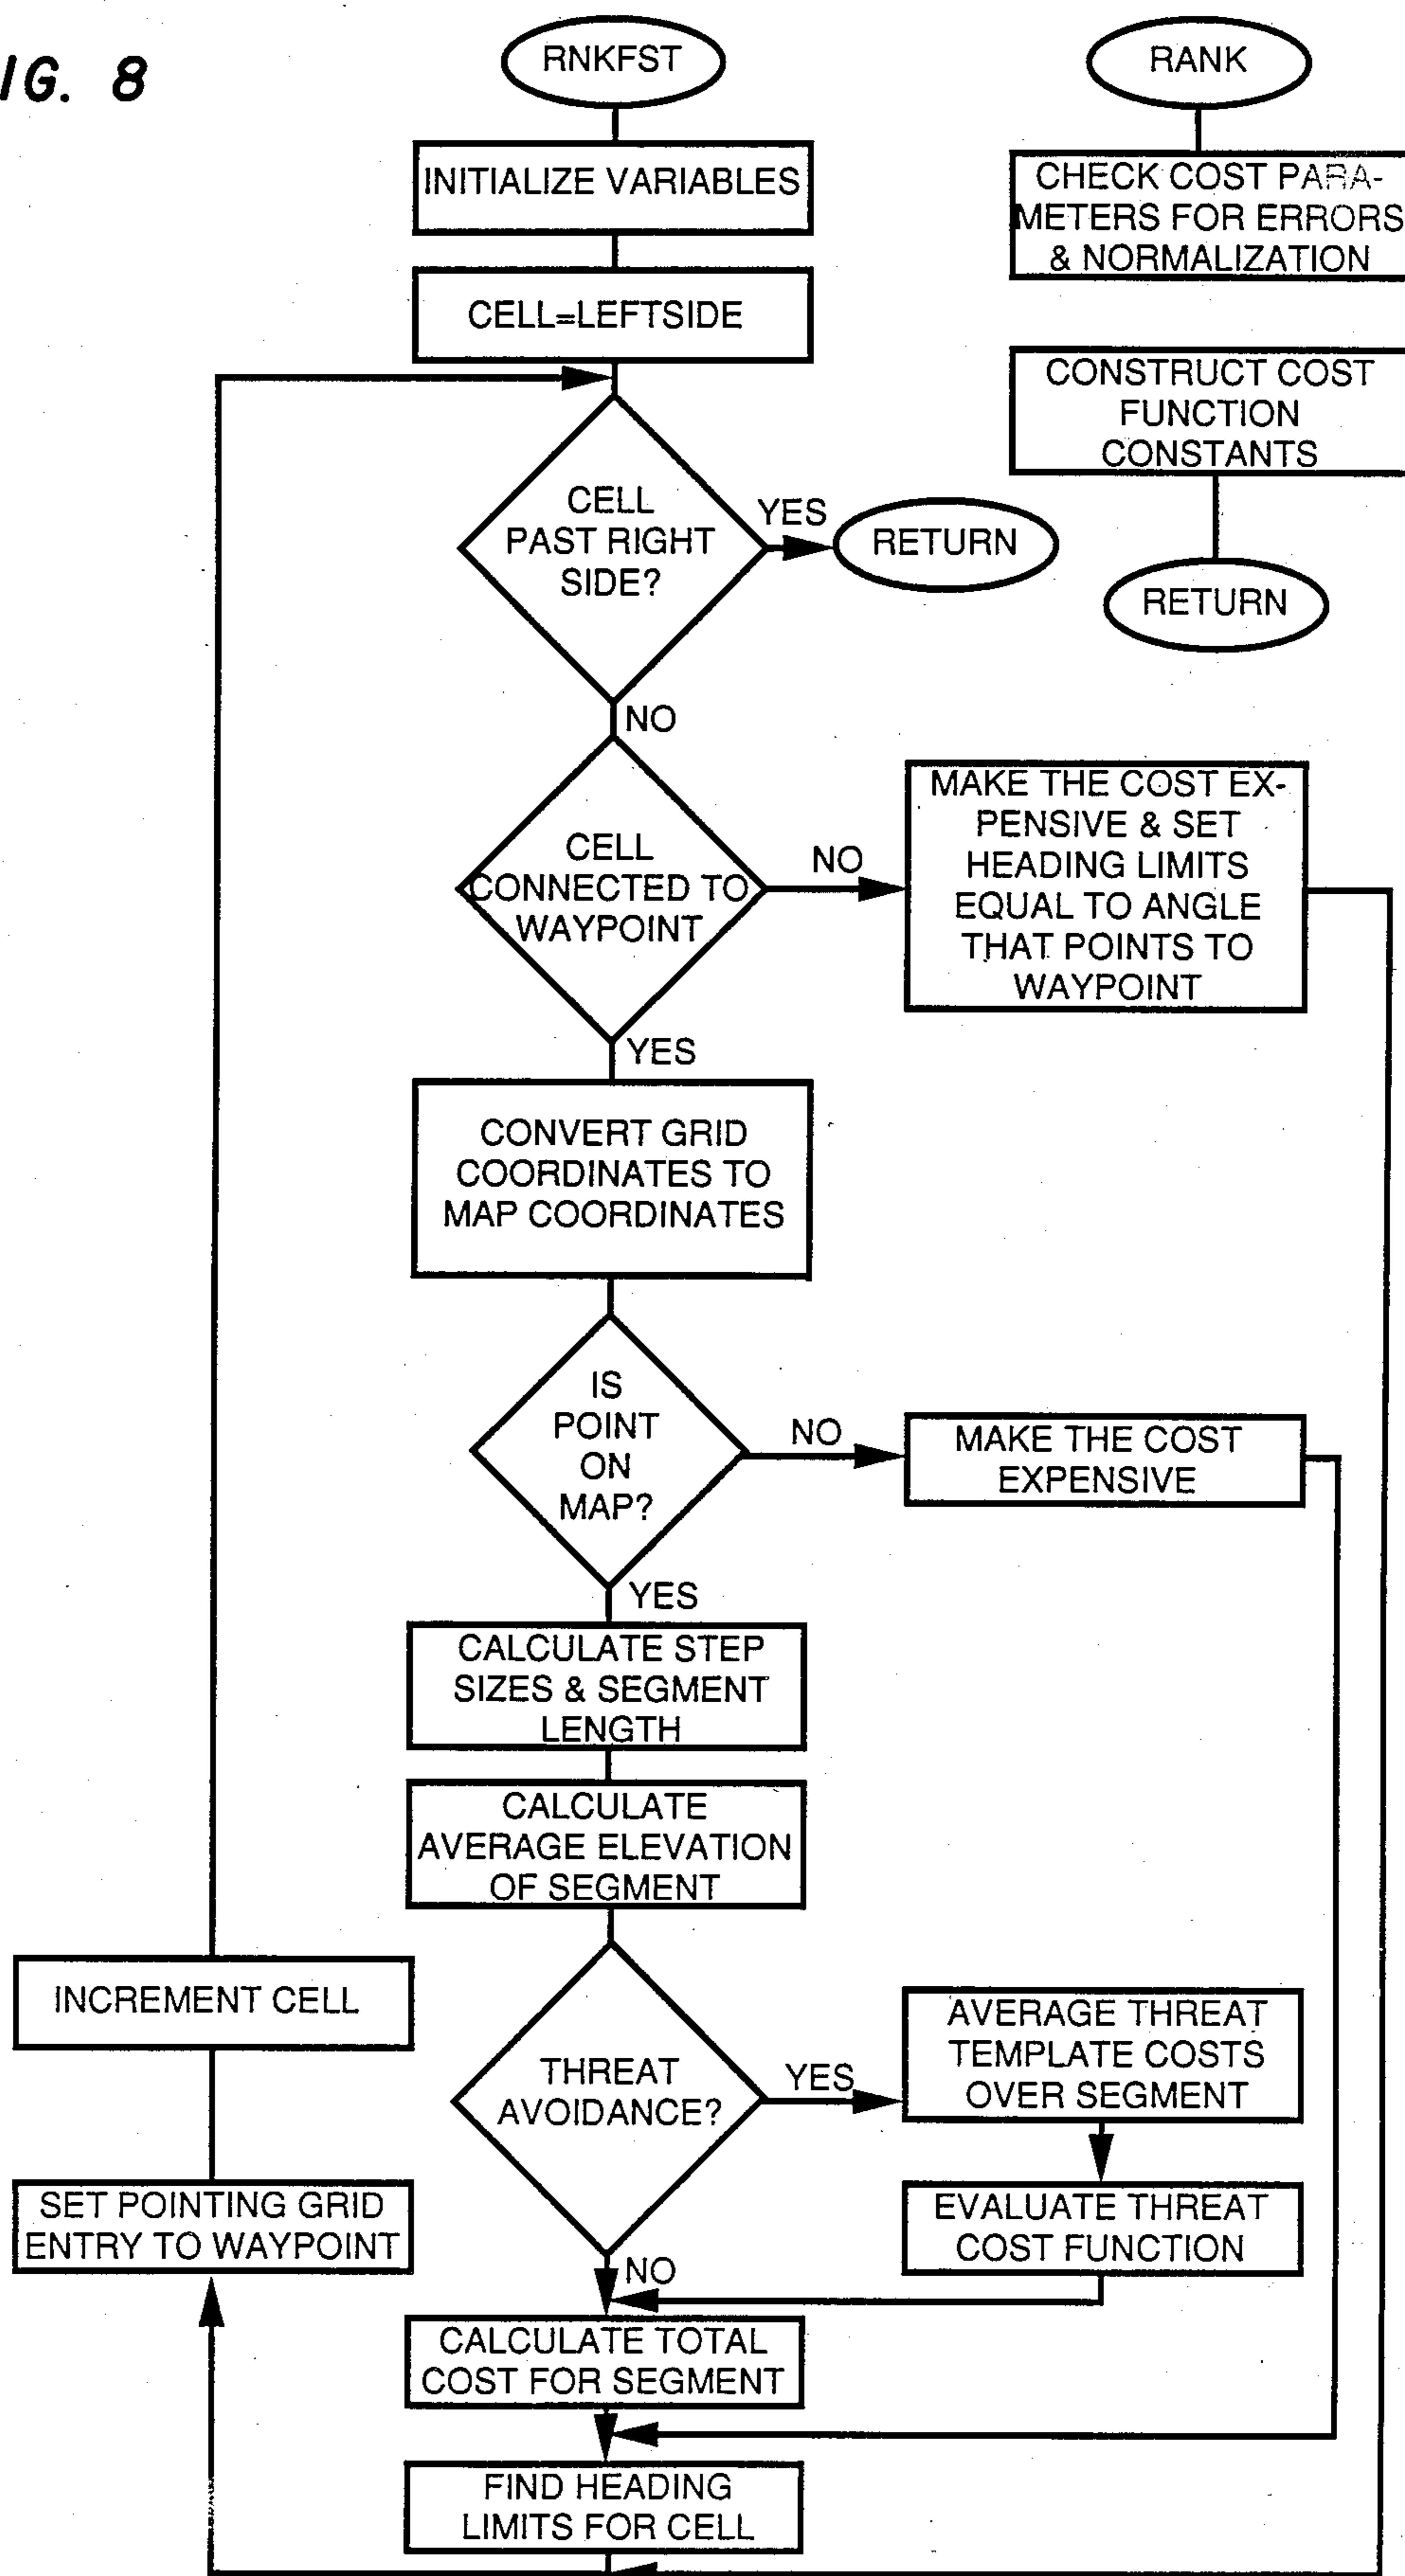 IG. 8
RNKFST
INITIALIZE VARIABLES
CELL=LEFTSIDE
CELL
PAST RIGHT
SIDE?
YES
RETURN
NO
CELL
CONNECTED TO
WAYPOINT
NO
MAKE THE COST EX-
PENSIVE & SET
HEADING LIMITS
EQUAL TO ANGLE
THAT POINTS TO
WAYPOINT
YES
CONVERT GRID
COORDINATES TO
MAP COORDINATES
IS
POINT
ON
MAP?
NO
MAKE THE COST
EXPENSIVE
YES
CALCULATE STEP
SIZES & SEGMENT
LENGTH
CALCULATE
AVERAGE ELEVATION
OF SEGMENT
THREAT
AVOIDANCE?
YES
AVERAGE THREAT
TEMPLATE COSTS
OVER SEGMENT
EVALUATE THREAT
COST FUNCTION
NO
CALCULATE TOTAL
COST FOR SEGMENT
FIND HEADING
LIMITS FOR CELL
SET POINTING GRID
ENTRY TO WAYPOINT
INCREMENT CELL
RANK
CHECK COST PARA-
METERS FOR ERRORS
& NORMALIZATION
CONSTRUCT COST
FUNCTION
CONSTANTS
RETURN